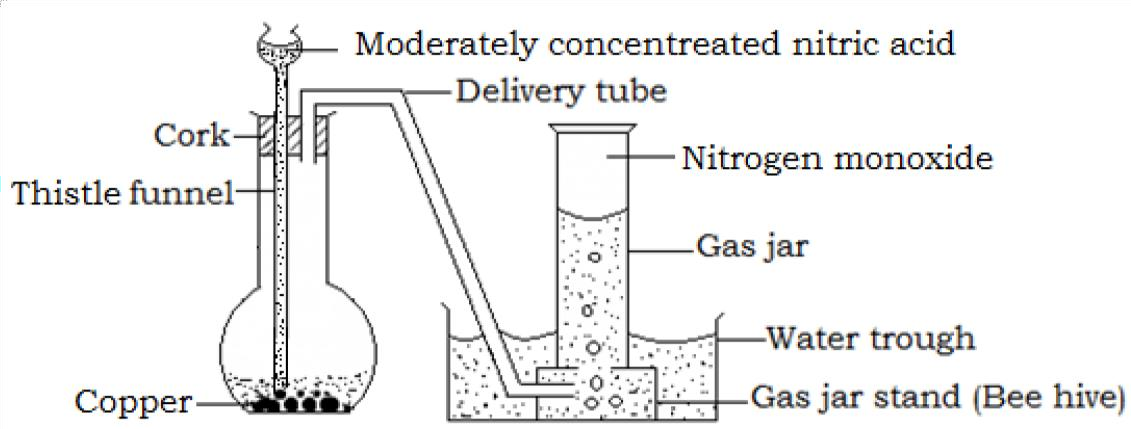 Moderately concentreated nitric acid
Delivery tube
Cork
Nitrogen monoxide
Thistle funnel
Gas jar
Water trough
Copper
Gas jar stand (Bee hive)